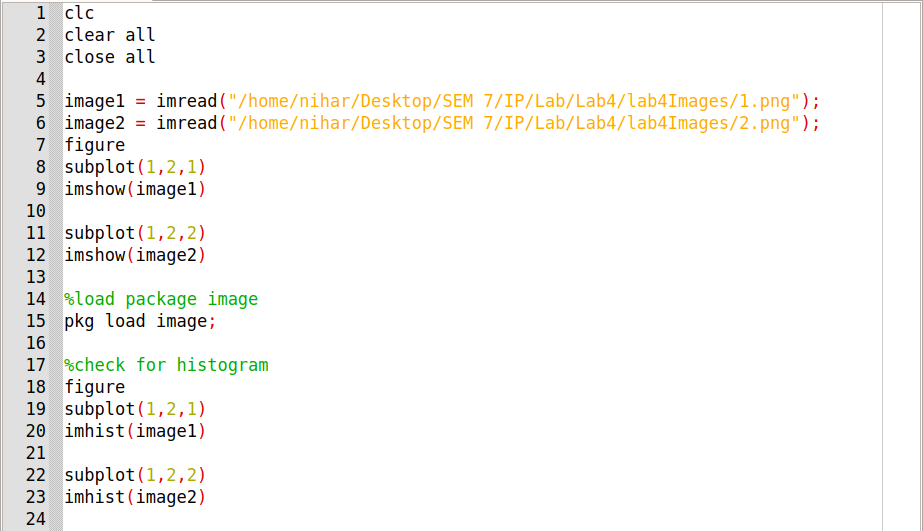 1 clc
2 clear all
3 close all
4
5 image1 = imread("/home/nihar/Desktop/SEM 7/IP/Lab/Lab4/lab4Images/1.png");
6 image2 = imread("/home/nihar/Desktop/SEM 7/IP/Lab/Lab4/lab4Images/2.png");
7 figure
8 subplot(1,2,1)
9 imshow(image1)
10
11 subplot(1,2,2)
12 imshow(image2)
13
14 %load package image
15 pkg load image;
16
17 %check for histogram
18 figure
19 subplot(1,2,1)
20 imhist(image1)
21
22 subplot(1,2,2)
23 imhist(image2)
24